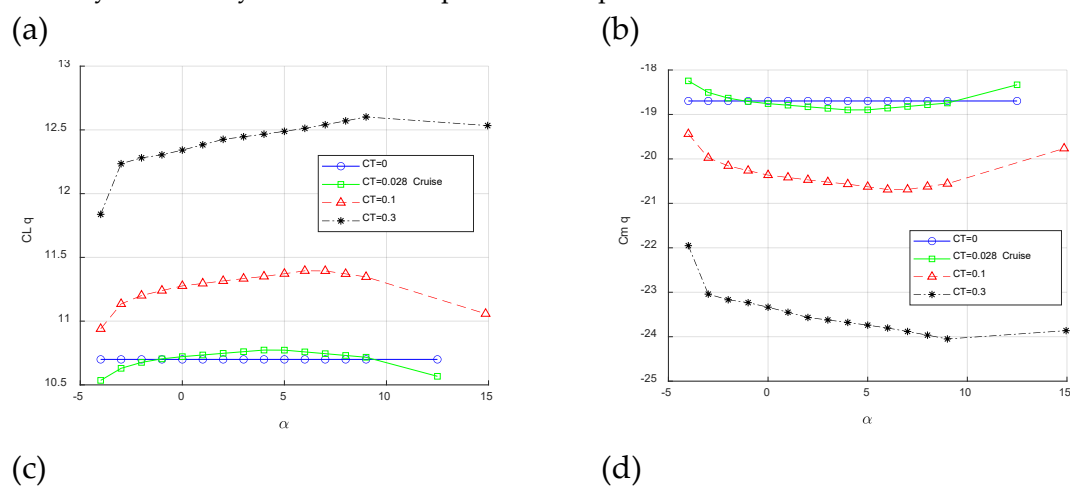 (a)
(b)
13
12.5
12
11.5
11
10.5
-5
0
5
10
15
CL q
α
CT=0
CT=0.028 Cruise
CT=0.1
CT=0.3
-18
-19
-20
-21
-22
-23
-24
-25
-5
0
5
10
15
Cm q
α
CT=0
CT=0.028 Cruise
CT=0.1
CT=0.3
(c)
(d)